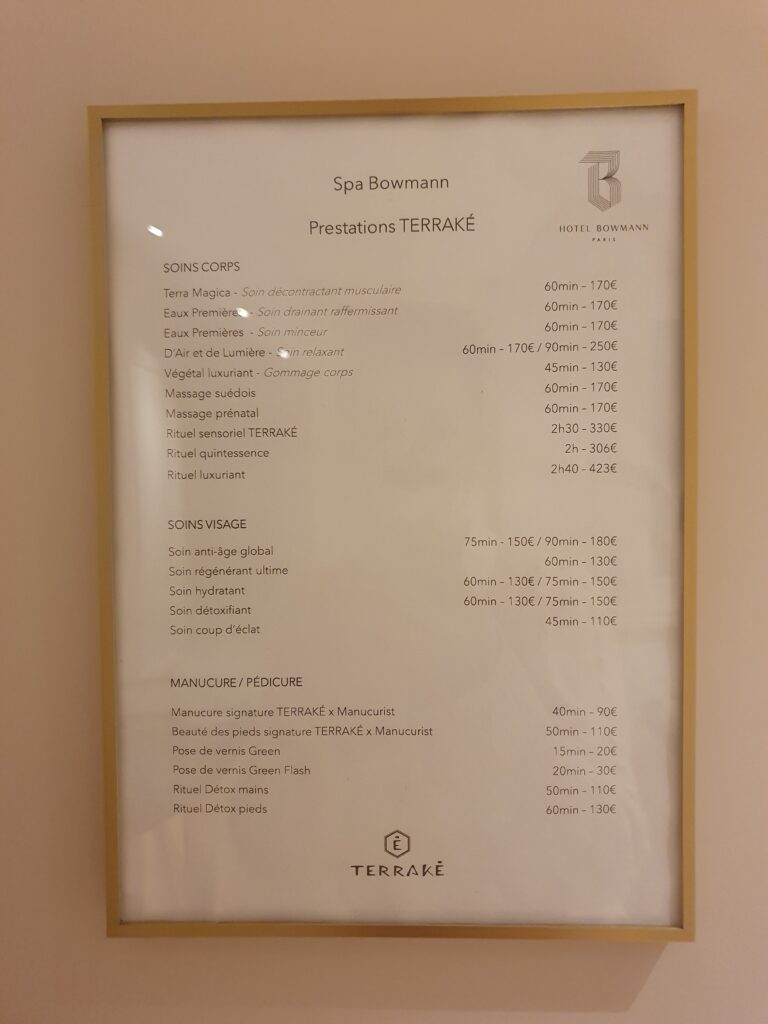 Spa Bowmann
HOTEL BOWMANN
PARIS
Prestations TERRAKÉ
SOINS CORPS
Terra Magica - Soin décontractant musculaire 60min - 170€
Eaux Premières - Soin drainant raffermissant 60min - 170€
Eaux Premières - Soin minceur 60min - 170€
D'Air et de Lumière - Soin relaxant 60min - 170€ / 90min - 250€
Végétal luxuriant - Gommage corps 45min - 130€
Massage suédois 60min - 170€
Massage prénatal 60min - 170€
Rituel sensoriel TERRAKÉ 2h30 - 330€
Rituel quintessence 2h - 306€
Rituel luxuriant 2h40 - 423€
SOINS VISAGE
Soin anti-âge global 75min - 150€ / 90min - 180€
Soin régénérant ultime 60min - 130€
Soin hydratant 60min - 130€ / 75min - 150€
Soin détoxifiant 60min - 130€ / 75min - 150€
Soin coup d'éclat 45min - 110€
MANUCURE / PÉDICURE
Manucure signature TERRAKÉ x Manucurist 40min - 90€
Beauté des pieds signature TERRAKÉ x Manucurist 50min - 110€
Pose de vernis Green 15min - 20€
Pose de vernis Green Flash 20min - 30€
Rituel Détox mains 50min - 110€
Rituel Détox pieds 60min - 130€
É
TERRAKÉ